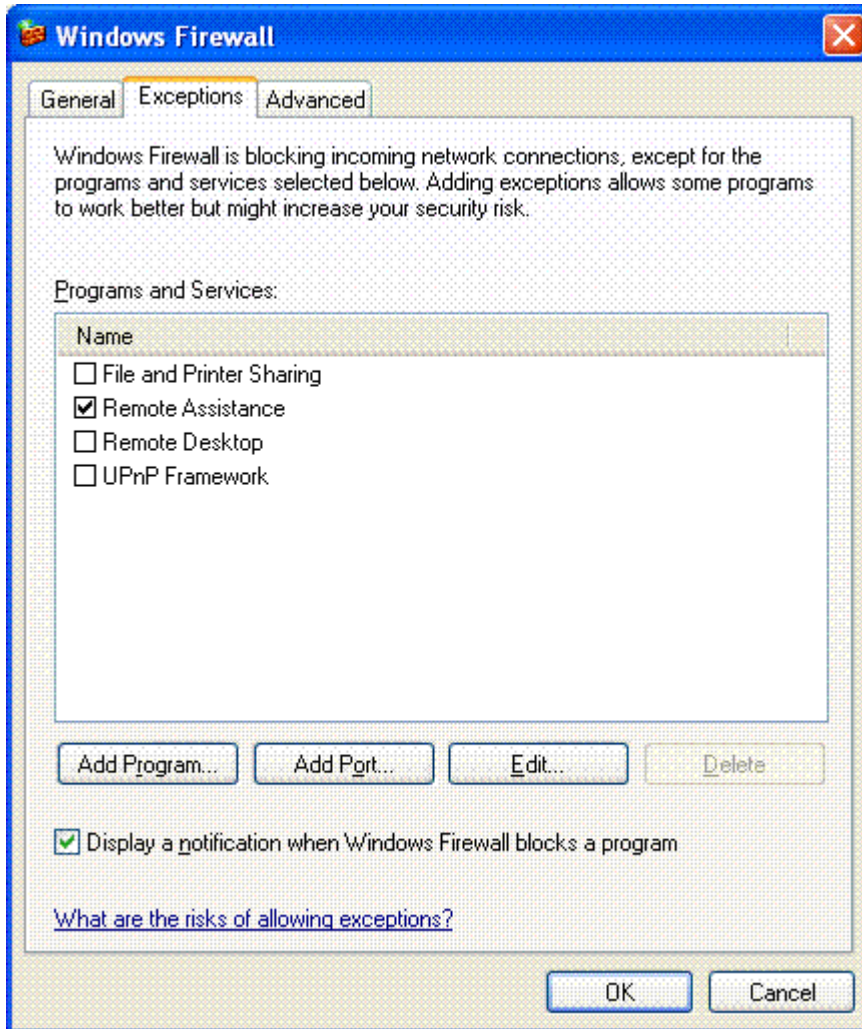 Windows Firewall
General Exceptions Advanced
Windows Firewall is blocking incoming network connections, except for the
programs and services selected below. Adding exceptions allows some programs
to work better but might increase your security risk.
Programs and Services:
Name
File and Printer Sharing
Remote Assistance
Remote Desktop
UPnP Framework
Add Program... Add Port... Edit... Delete
Display a notification when Windows Firewall blocks a program
What are the risks of allowing exceptions?
OK Cancel